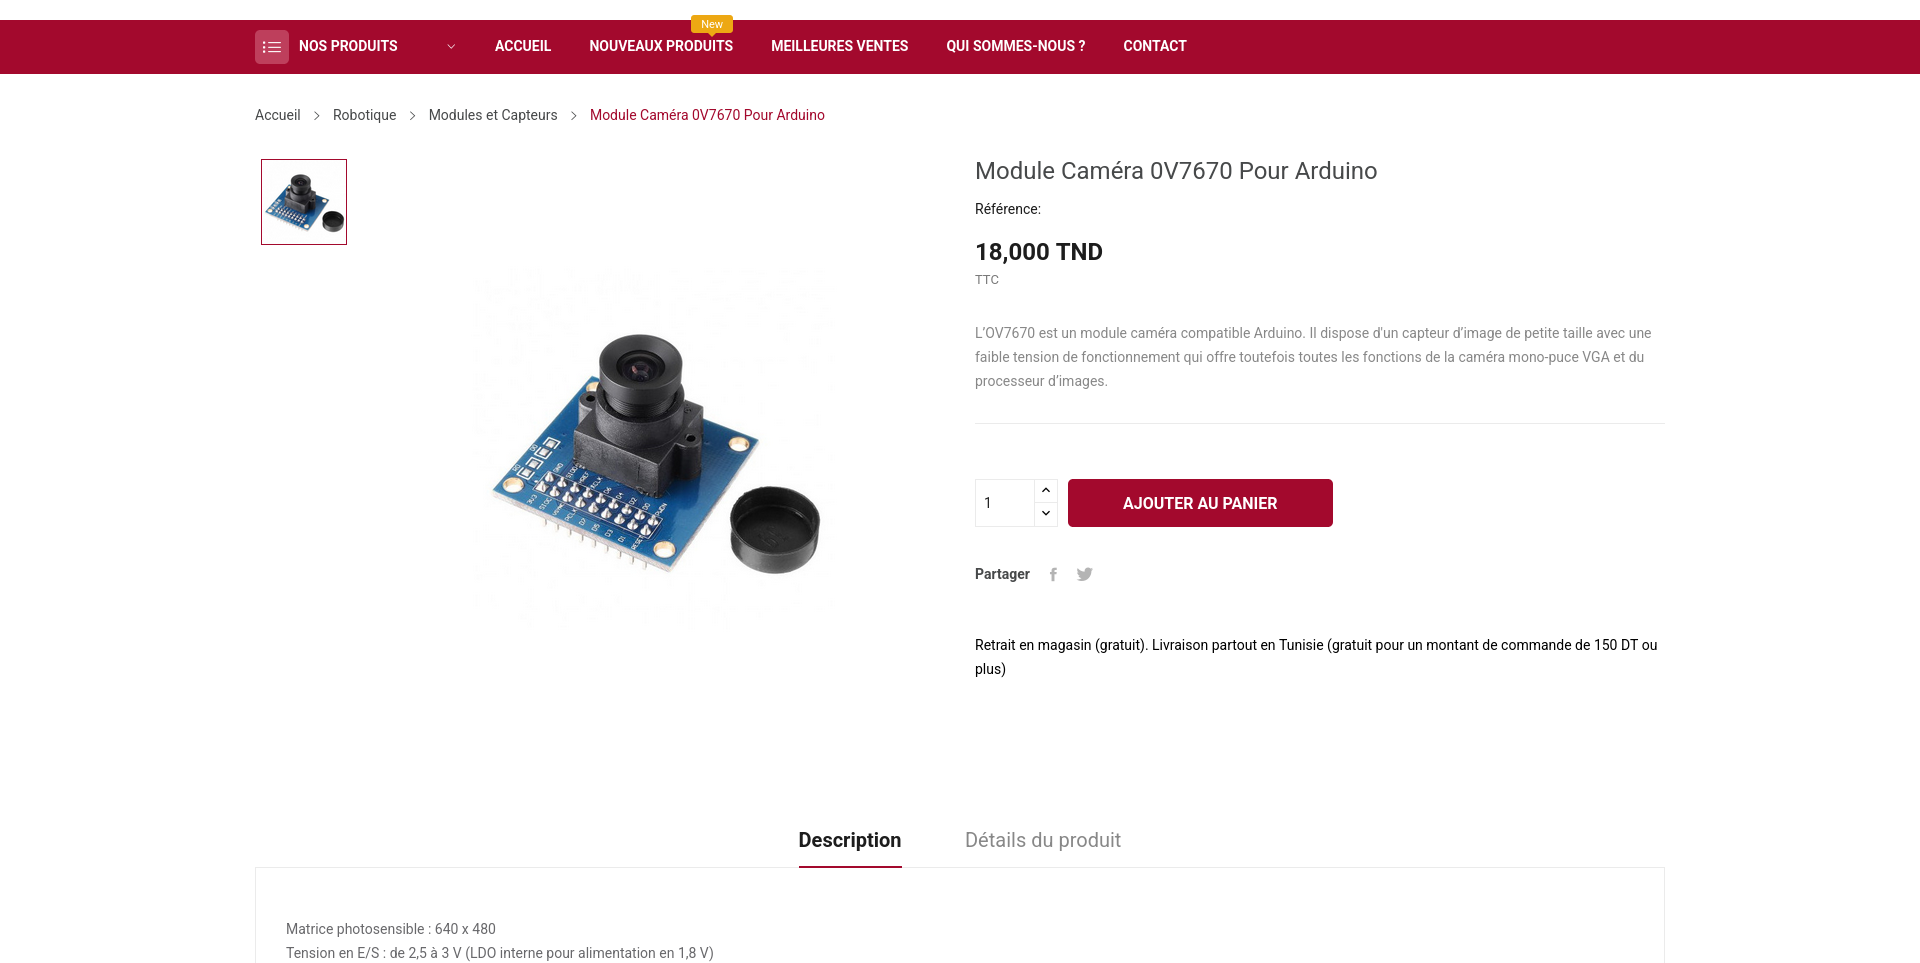 New
NOS PRODUITS ACCUEIL NOUVEAUX PRODUITS MEILLEURES VENTES QUI SOMMES-NOUS ? CONTACT
Accueil Robotique Modules et Capteurs Module Caméra 0V7670 Pour Arduino
Module Caméra 0V7670 Pour Arduino
Référence:
18,000 TND
TTC
L’OV7670 est un module caméra compatible Arduino. Il dispose d'un capteur d’image de petite taille avec une
faible tension de fonctionnement qui offre toutefois toutes les fonctions de la caméra mono-puce VGA et du
processeur d’images.
1
AJOUTER AU PANIER
Partager
Retrait en magasin (gratuit). Livraison partout en Tunisie (gratuit pour un montant de commande de 150 DT ou
plus)
Description Détails du produit
Matrice photosensible : 640 x 480
Tension en E/S : de 2,5 à 3 V (LDO interne pour alimentation en 1,8 V)